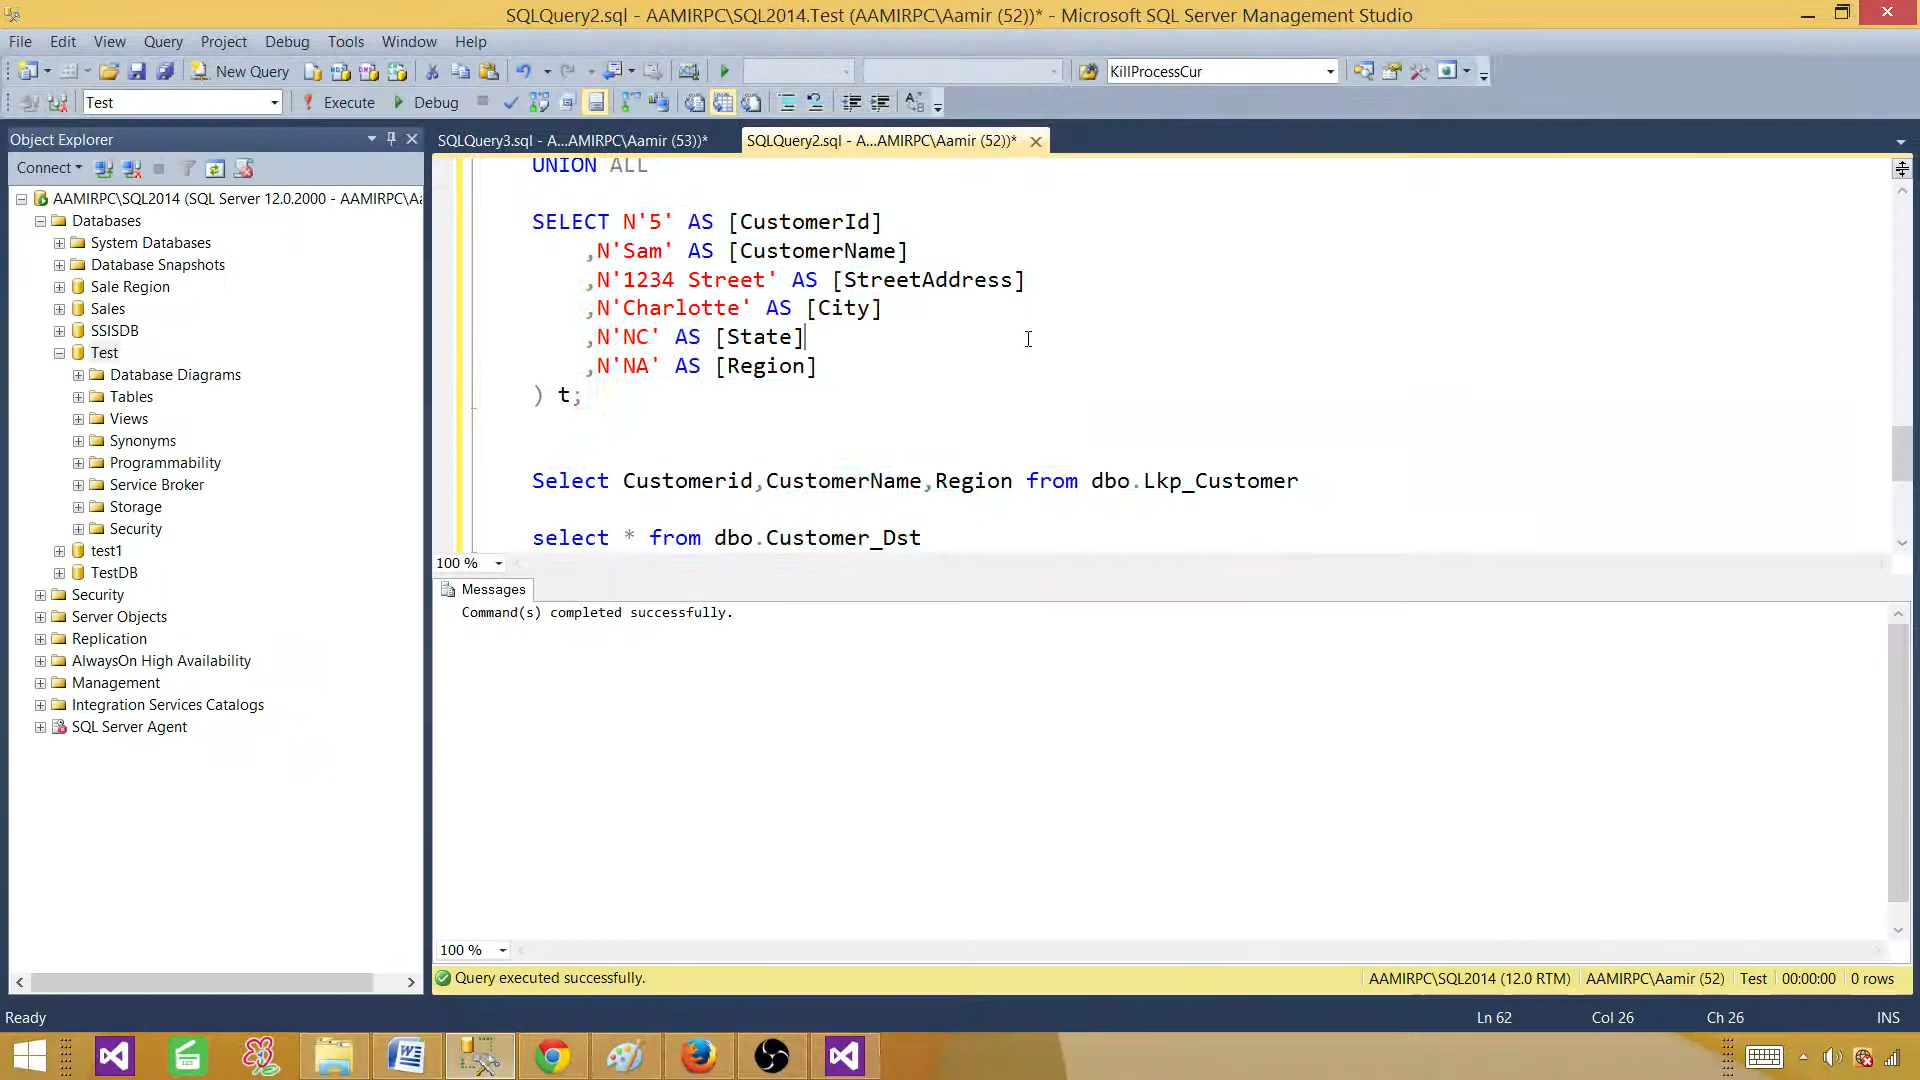 SQLQuery2.sql - AAMIRPC\SQL2014.Test (AAMIRPC\Aamir (52))* - Microsoft SQL Server Management Studio
File Edit View Query Project Debug Tools Window Help
New Query KillProcessCur
Test Execute Debug
Object Explorer
SQLQuery3.sql - A...AMIRPC\Aamir (53))*
SQLQuery2.sql - A...AMIRPC\Aamir (52))*
Connect
AAMIRPC\SQL2014 (SQL Server 12.0.2000 - AAMIRPC\Aa
Databases
System Databases
Database Snapshots
Sale Region
Sales
SSISDB
Test
Database Diagrams
Tables
Views
Synonyms
Programmability
Service Broker
Storage
Security
test1
TestDB
Security
Server Objects
Replication
AlwaysOn High Availability
Management
Integration Services Catalogs
SQL Server Agent
UNION ALL
SELECT N'5' AS [CustomerId]
,N'Sam' AS [CustomerName]
,N'1234 Street' AS [StreetAddress]
,N'Charlotte' AS [City]
,N'NC' AS [State]
,N'NA' AS [Region]
) t;
Select Customerid,CustomerName,Region from dbo.Lkp_Customer
select * from dbo.Customer_Dst
100 %
Messages
Command(s) completed successfully.
100 %
Query executed successfully.
AAMIRPC\SQL2014 (12.0 RTM) AAMIRPC\Aamir (52) Test 00:00:00 0 rows
Ready Ln 62 Col 26 Ch 26 INS